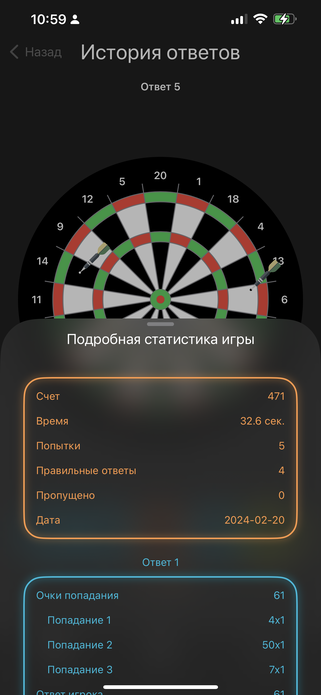 10:59
Назад
История ответов
Ответ 5
20
5
1
12
18
9
4
14
13
11
6
Подробная статистика игры
Счет 471
Время 32.6 сек.
Попытки 5
Правильные ответы 4
Пропущено 0
Дата 2024-02-20
Ответ 1
Очки попадания 61
Попадание 1 4x1
Попадание 2 50x1
Попадание 3 7x1
Ответ игрока 61